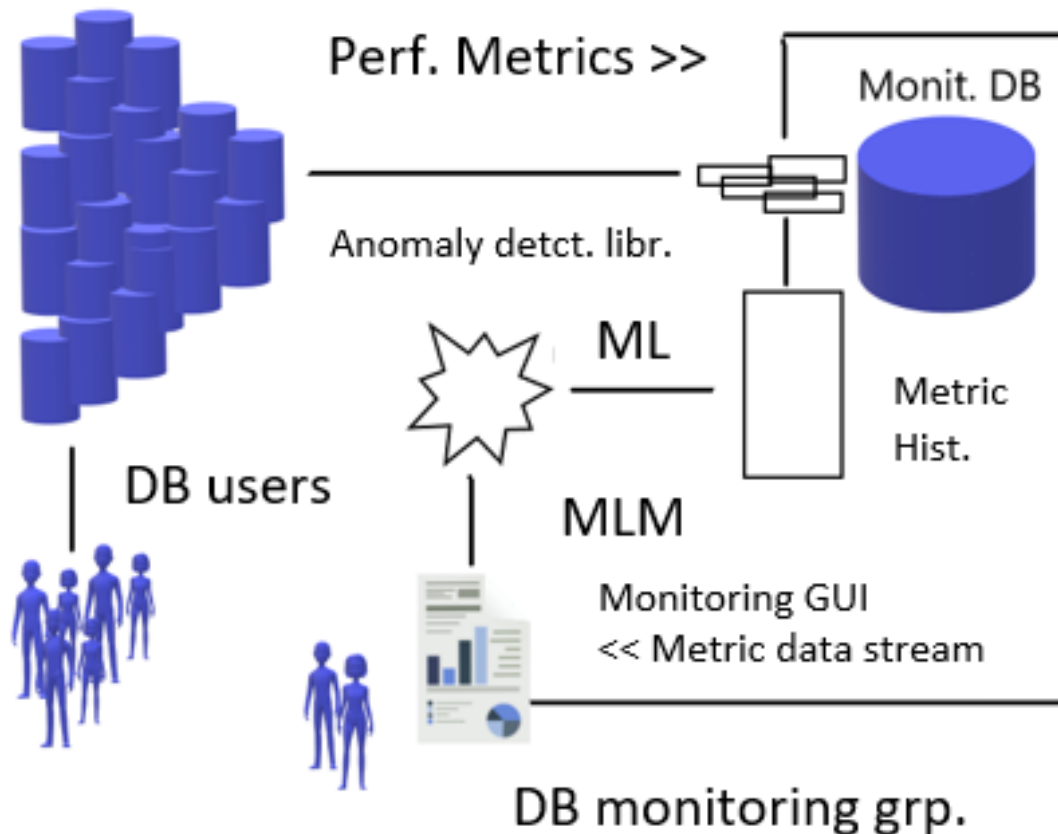 Perf. Metrics >>
Monit. DB
Anomaly detct. libr.
ML
Metric
Hist.
DB users
MLM
Monitoring GUI
<< Metric data stream
DB monitoring grp.